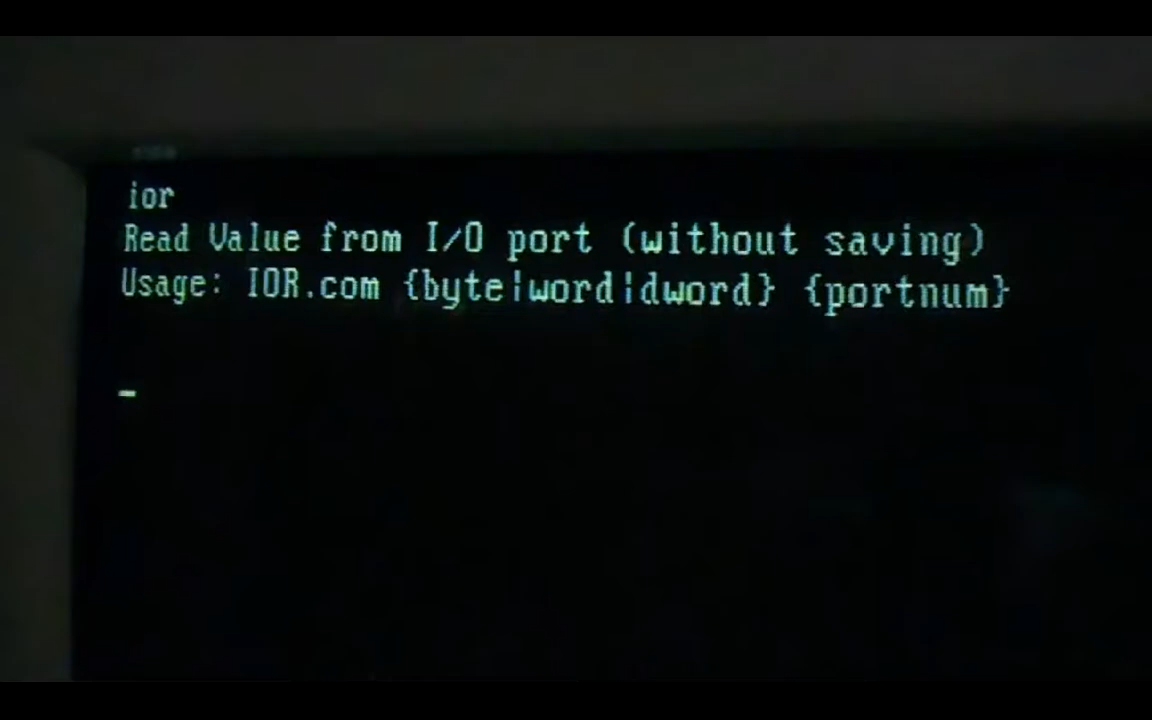 ior
Read Value from I/O port (without saving)
Usage: IOR.com {byte|word|dword} {portnum}